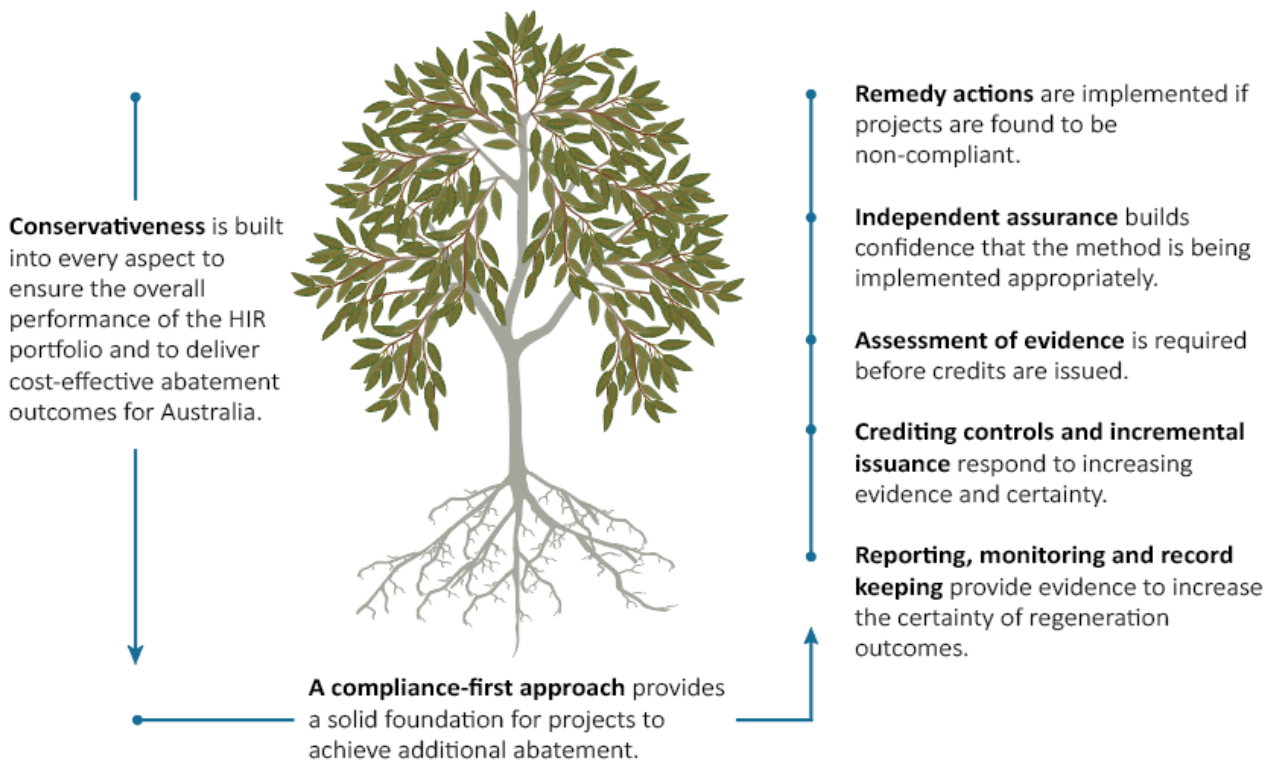 Conservativeness is built
into every aspect to
ensure the overall
performance of the HIR
portfolio and to deliver
cost-effective abatement
outcomes for Australia.
A compliance-first approach provides
a solid foundation for projects to
achieve additional abatement.
Remedy actions are implemented if
projects are found to be
non-compliant.
Independent assurance builds
confidence that the method is being
implemented appropriately.
Assessment of evidence is required
before credits are issued.
Crediting controls and incremental
issuance respond to increasing
evidence and certainty.
Reporting, monitoring and record
keeping provide evidence to increase
the certainty of regeneration
outcomes.